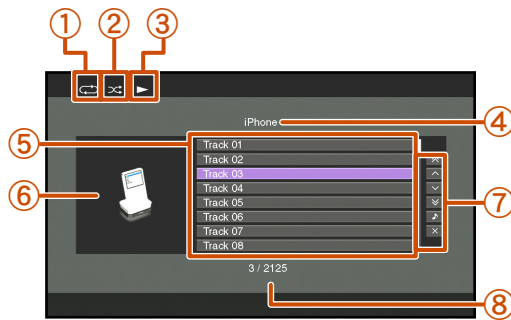 ① ② ③
iPhone ④
⑤ Track 01
Track 02
Track 03
⑥ Track 04
Track 05 ⑦
Track 06
Track 07
Track 08
3 / 2125
⑧